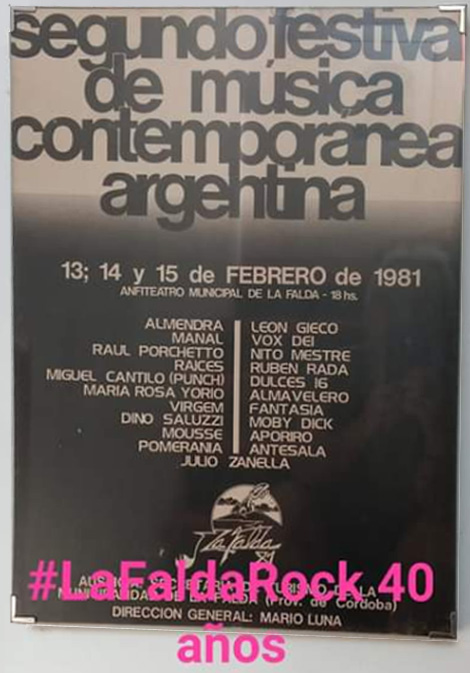 segundo festival
de música
contemporánea
argentina
13; 14 y 15 de FEBRERO de 1981
ANFITEATRO MUNICIPAL DE LA FALDA - 18 hs.
ALMENDRA
MANAL
RAUL PORCHETTO
RAICES
MIGUEL CANTILO (PUNCH)
MARIA ROSA YORIO
VIRGEM
DINO SALUZZI
MOUSSE
POMERANIA
LEON GIECO
VOX DEI
NITO MESTRE
RUBEN RADA
DULCES 16
ALMAVELERO
FANTASIA
MOBY DICK
APORIRO
ANTESALA
JULIO ZANELLA
La Falda
81
#LaFaldaRock 40
años
(Prov. de Córdoba)
DIRECCION GENERAL: MARIO LUNA